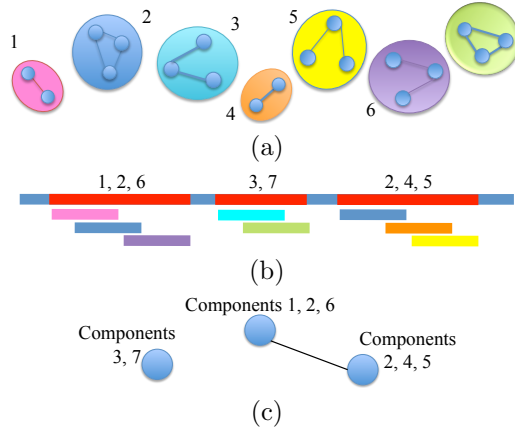 1
2
3
4
5
6
(a)
1, 2, 6
3, 7
2, 4, 5
(b)
Components 1, 2, 6
Components
3, 7
Components
2, 4, 5
(c)